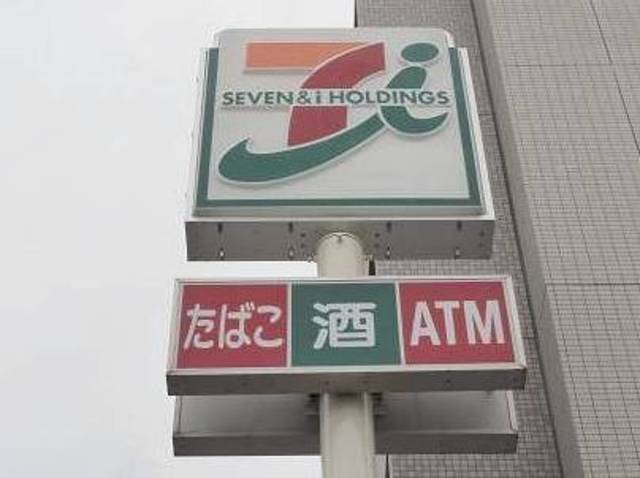 SEVEN & i HOLDINGS
たばこ 酒 ATM